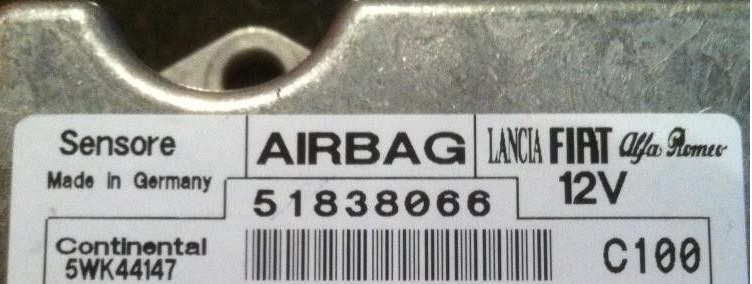 Sensore AIRBAG LANCIA FIAT Alfa Romeo
Made in Germany 51838066 12V
Continental C100
5WK44147